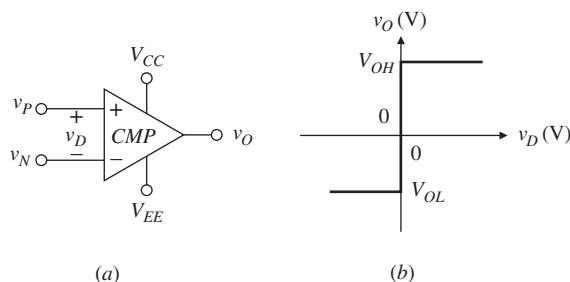 V_CC
v_P
+
+
v_D
CMP
v_O
v_N
−
−
V_EE
(a)
v_O (V)
V_OH
0
0
v_D (V)
V_OL
(b)